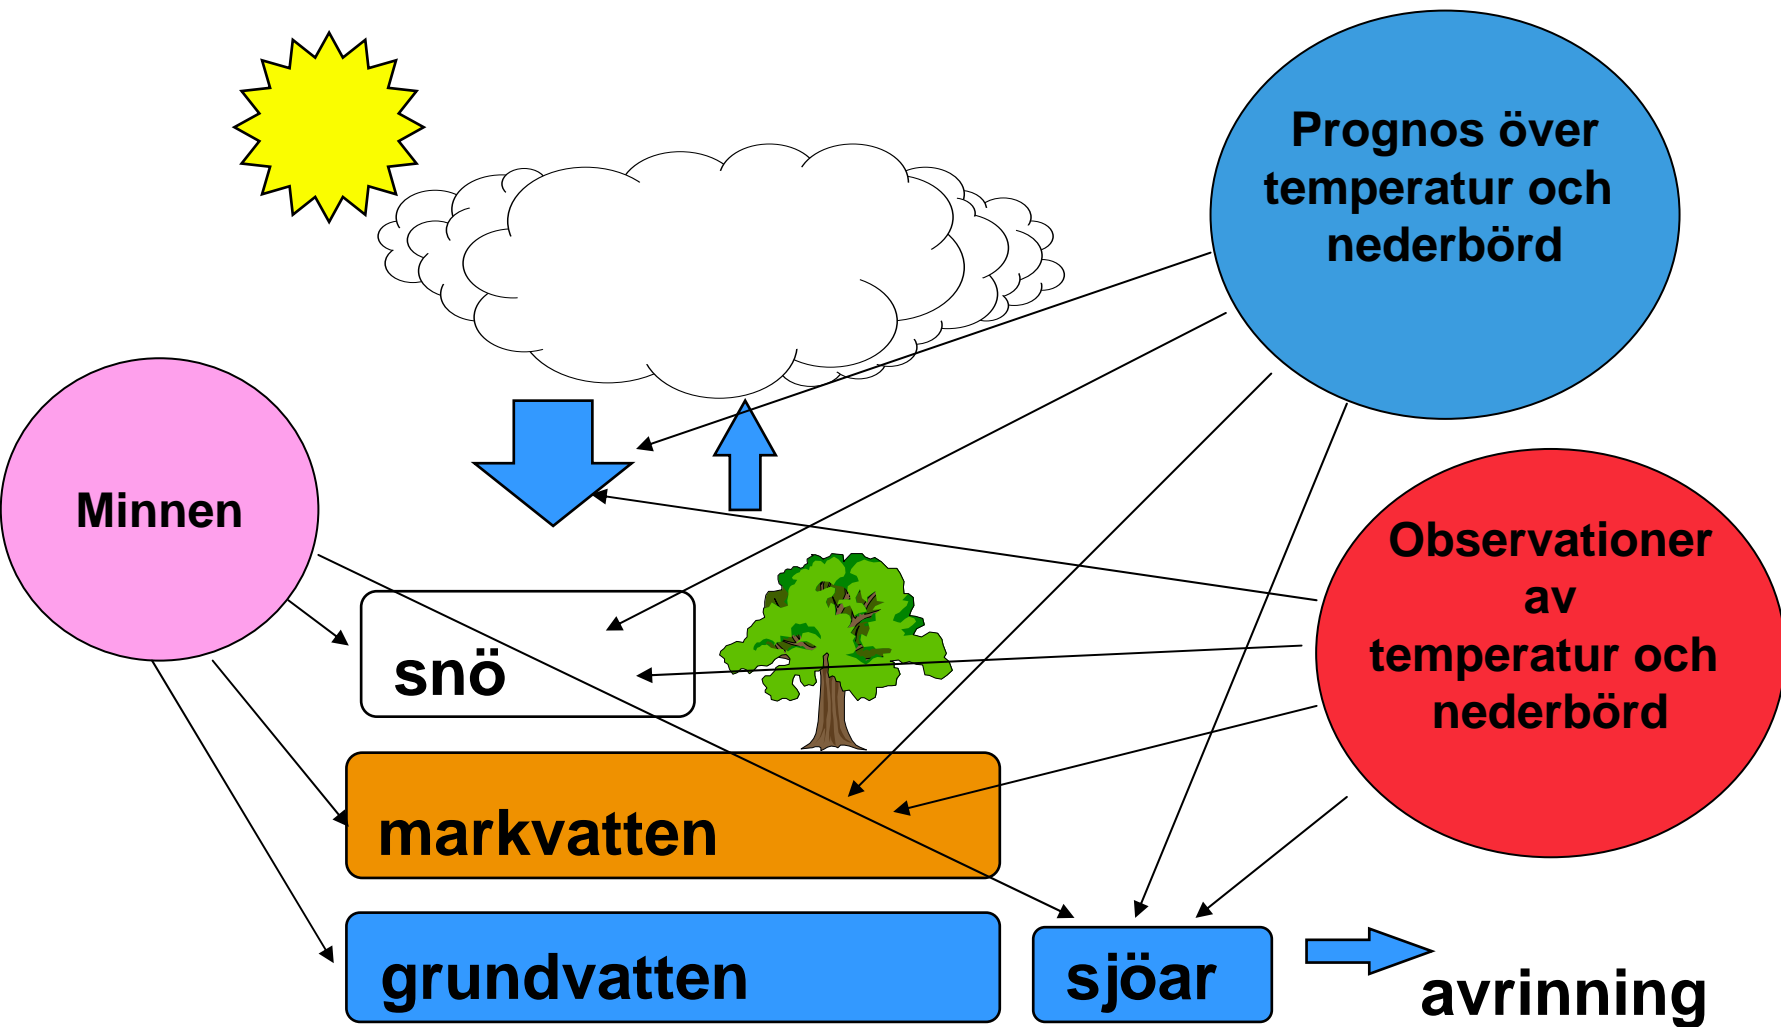 Prognos över
temperatur och
nederbörd
Minnen
Observationer
av
temperatur och
nederbörd
snö
markvatten
grundvatten
sjöar
avrinning